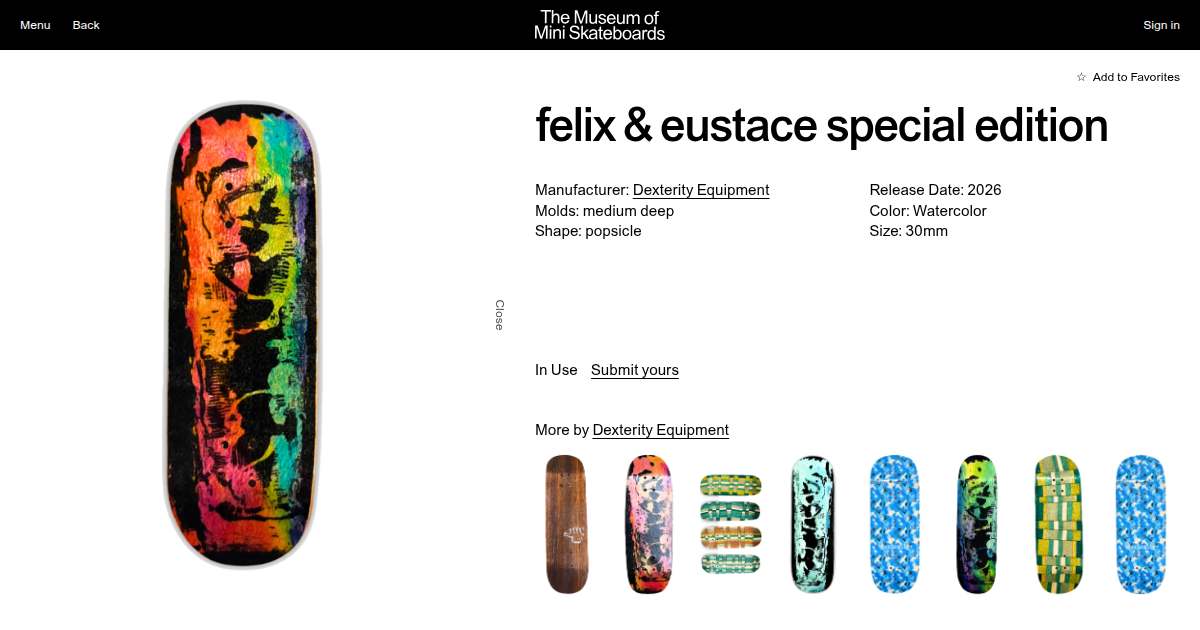 Menu
Back
The Museum of
Mini Skateboards
Sign in
☆ Add to Favorites
felix & eustace special edition
Manufacturer: Dexterity Equipment
Molds: medium deep
Shape: popsicle
Release Date: 2026
Color: Watercolor
Size: 30mm
Close
In Use
Submit yours
More by Dexterity Equipment